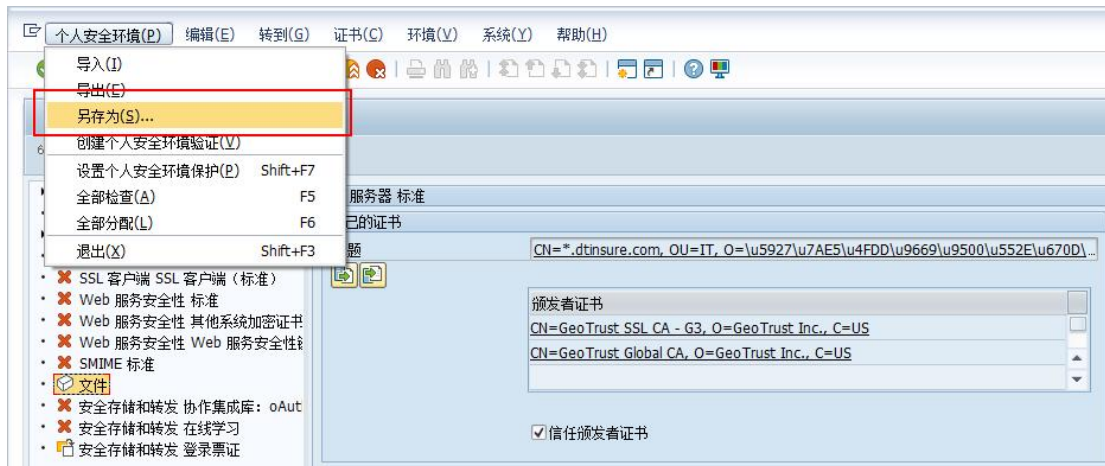 个人安全环境(P) 编辑(E) 转到(G) 证书(C) 环境(V) 系统(Y) 帮助(H)
导入(I)
导出(E)
另存为(S)...
创建个人安全环境验证(V)
设置个人安全环境保护(P) Shift+F7
全部检查(A) F5
全部分配(L) F6
退出(X) Shift+F3
6
服务器 标准
己的证书
题 CN=*.dtinsure.com, OU=IT, O=\u5927\u7AE5\u4FDD\u9669\u9500\u552E\u670D\...
SSL 客户端 SSL 客户端（标准）
Web 服务安全性 标准
Web 服务安全性 其他系统加密证书
Web 服务安全性 Web 服务安全性
SMIME 标准
文件
安全存储和转发 协作集成库：oAut
安全存储和转发 在线学习
安全存储和转发 登录票证
颁发者证书
CN=GeoTrust SSL CA - G3, O=GeoTrust Inc., C=US
CN=GeoTrust Global CA, O=GeoTrust Inc., C=US
信任颁发者证书